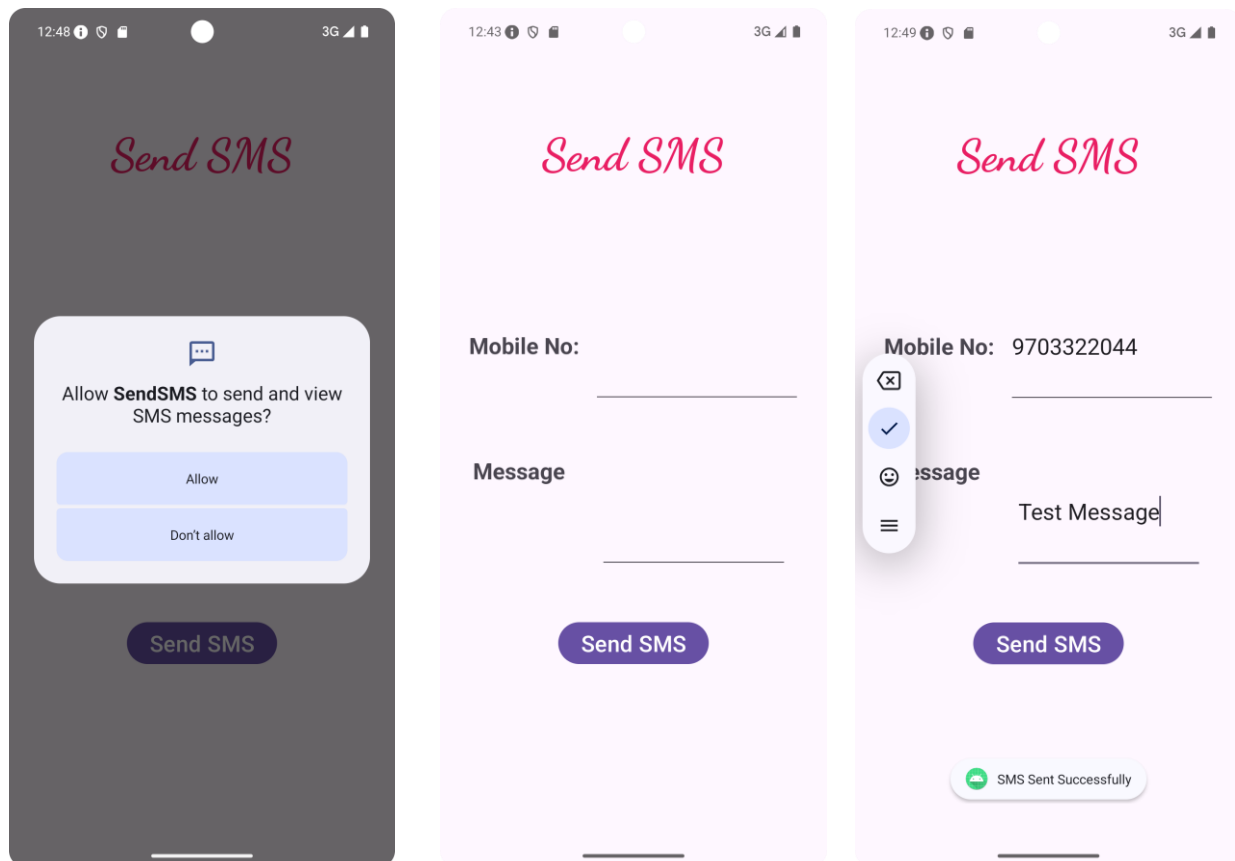 12:48
3G
Send SMS
Allow SendSMS to send and view
SMS messages?
Allow
Don't allow
Send SMS
12:43
3G
Send SMS
Mobile No:
Message
Send SMS
12:49
3G
Send SMS
Mobile No: 9703322044
essage
Test Message
Send SMS
SMS Sent Successfully